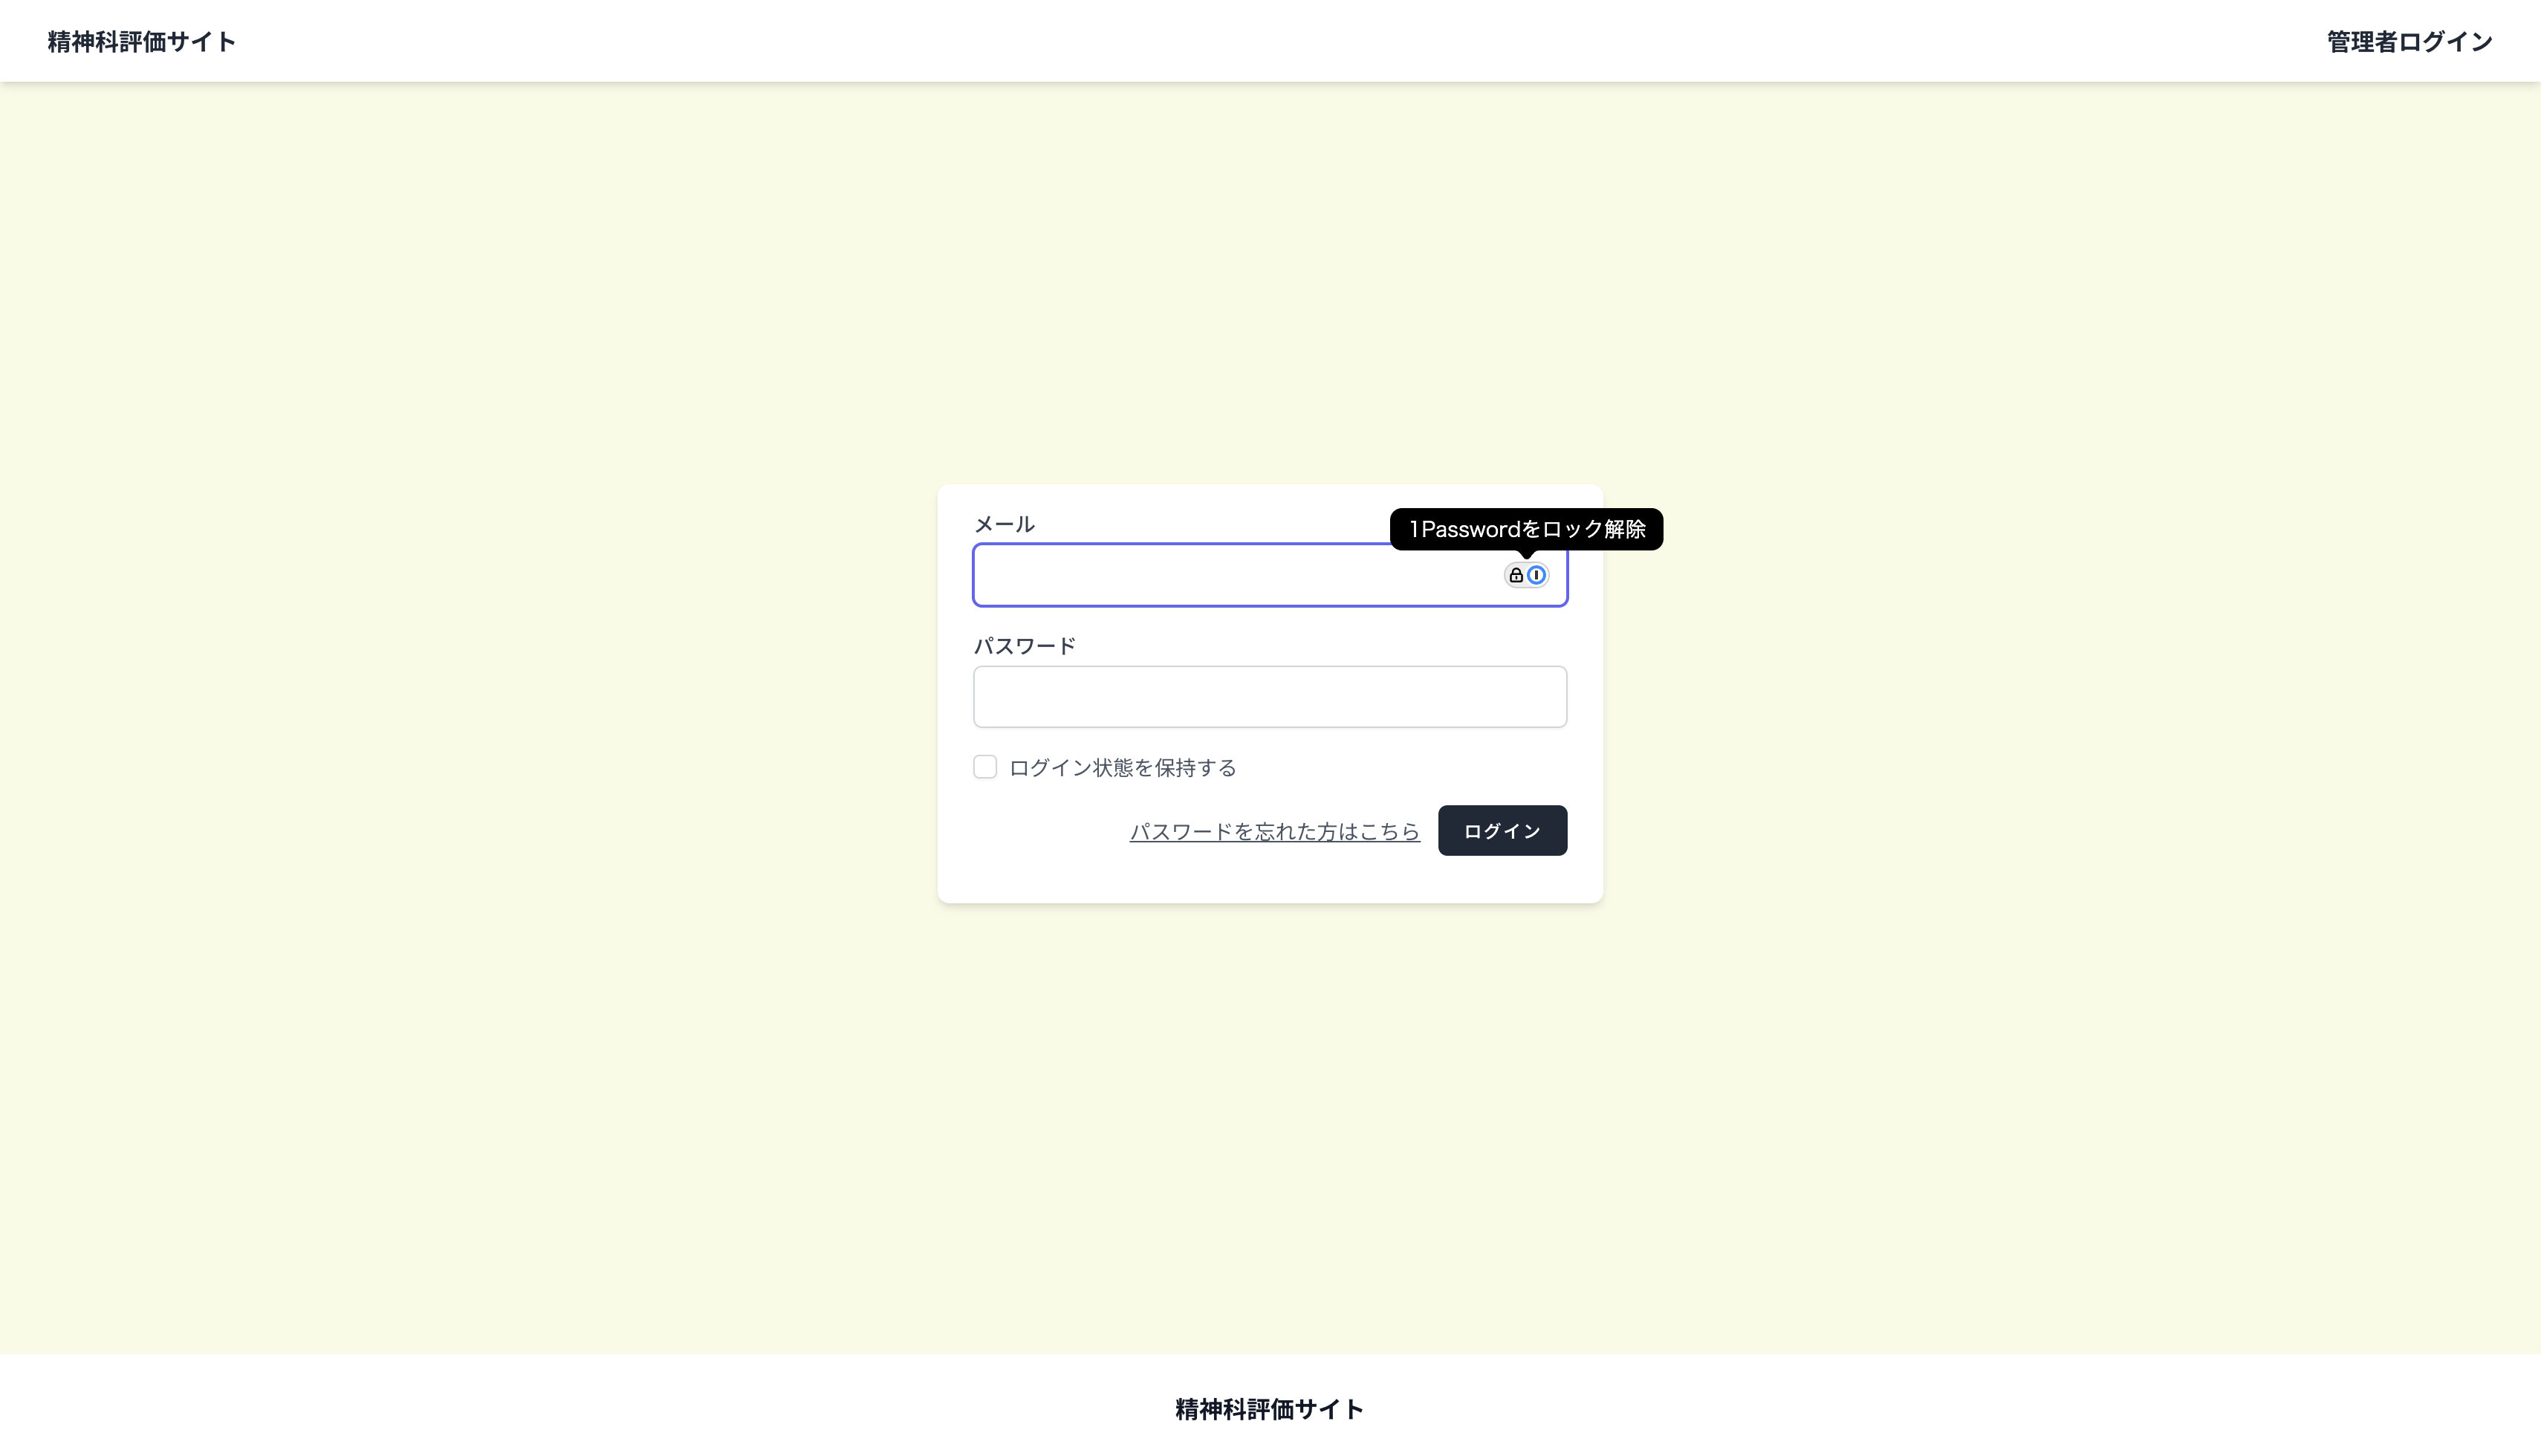 精神科評価サイト
管理者ログイン
メール
1Passwordをロック解除
パスワード
ログイン状態を保持する
パスワードを忘れた方はこちら
ログイン
精神科評価サイト